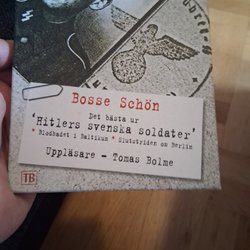 Bosse Schön
Det bästa ur
'Hitlers svenska soldater'
* Blodbadet i Baltikum * Slutstriden om Berlin
Uppläsare - Tomas Bolme
TB